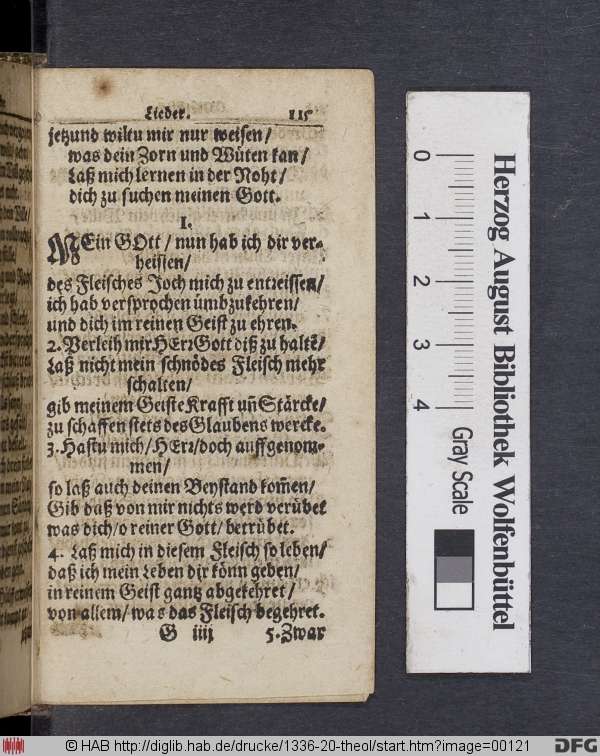 Lieder. 115
jetzund wiltu mir nur weisen/
was dein Zorn und Wüten kan/
Laß mich lernen in der Noht/
dich zu suchen meinen Gott.
I.
MEin GOtt / nun hab ich dir ver-
heissen/
des Fleisches Joch mich zu entreissen/
ich hab versprochen ümbzukehren/
und dich im reinen Geist zu ehren.
2. Verleih mir HErꝛ Gott diß zu haltē/
Laß nicht mein schnödes Fleisch mehr
schalten/
gib meinem Geiste Krafft uñ Stärcke/
zu schaffen stets des Glaubens wercke.
3. Hastu mich/ HErꝛ/ doch auffgenom-
men/
so laß auch deinen Beystand kom̃en/
Gib daß von mir nichts werd verübet
was dich/ o reiner Gott/ betrübet.
4. Laß mich in diesem Fleisch so leben/
daß ich mein Leben dir könn geben/
in reinem Geist gantz abgekehret/
von allem/ was das Fleisch begehret.
G iiij 5. Zwar
0
1
2
3
4
Gray Scale
Herzog August Bibliothek Wolfenbüttel
© HAB http://diglib.hab.de/drucke/1336-20-theol/start.htm?image=00121
DFG